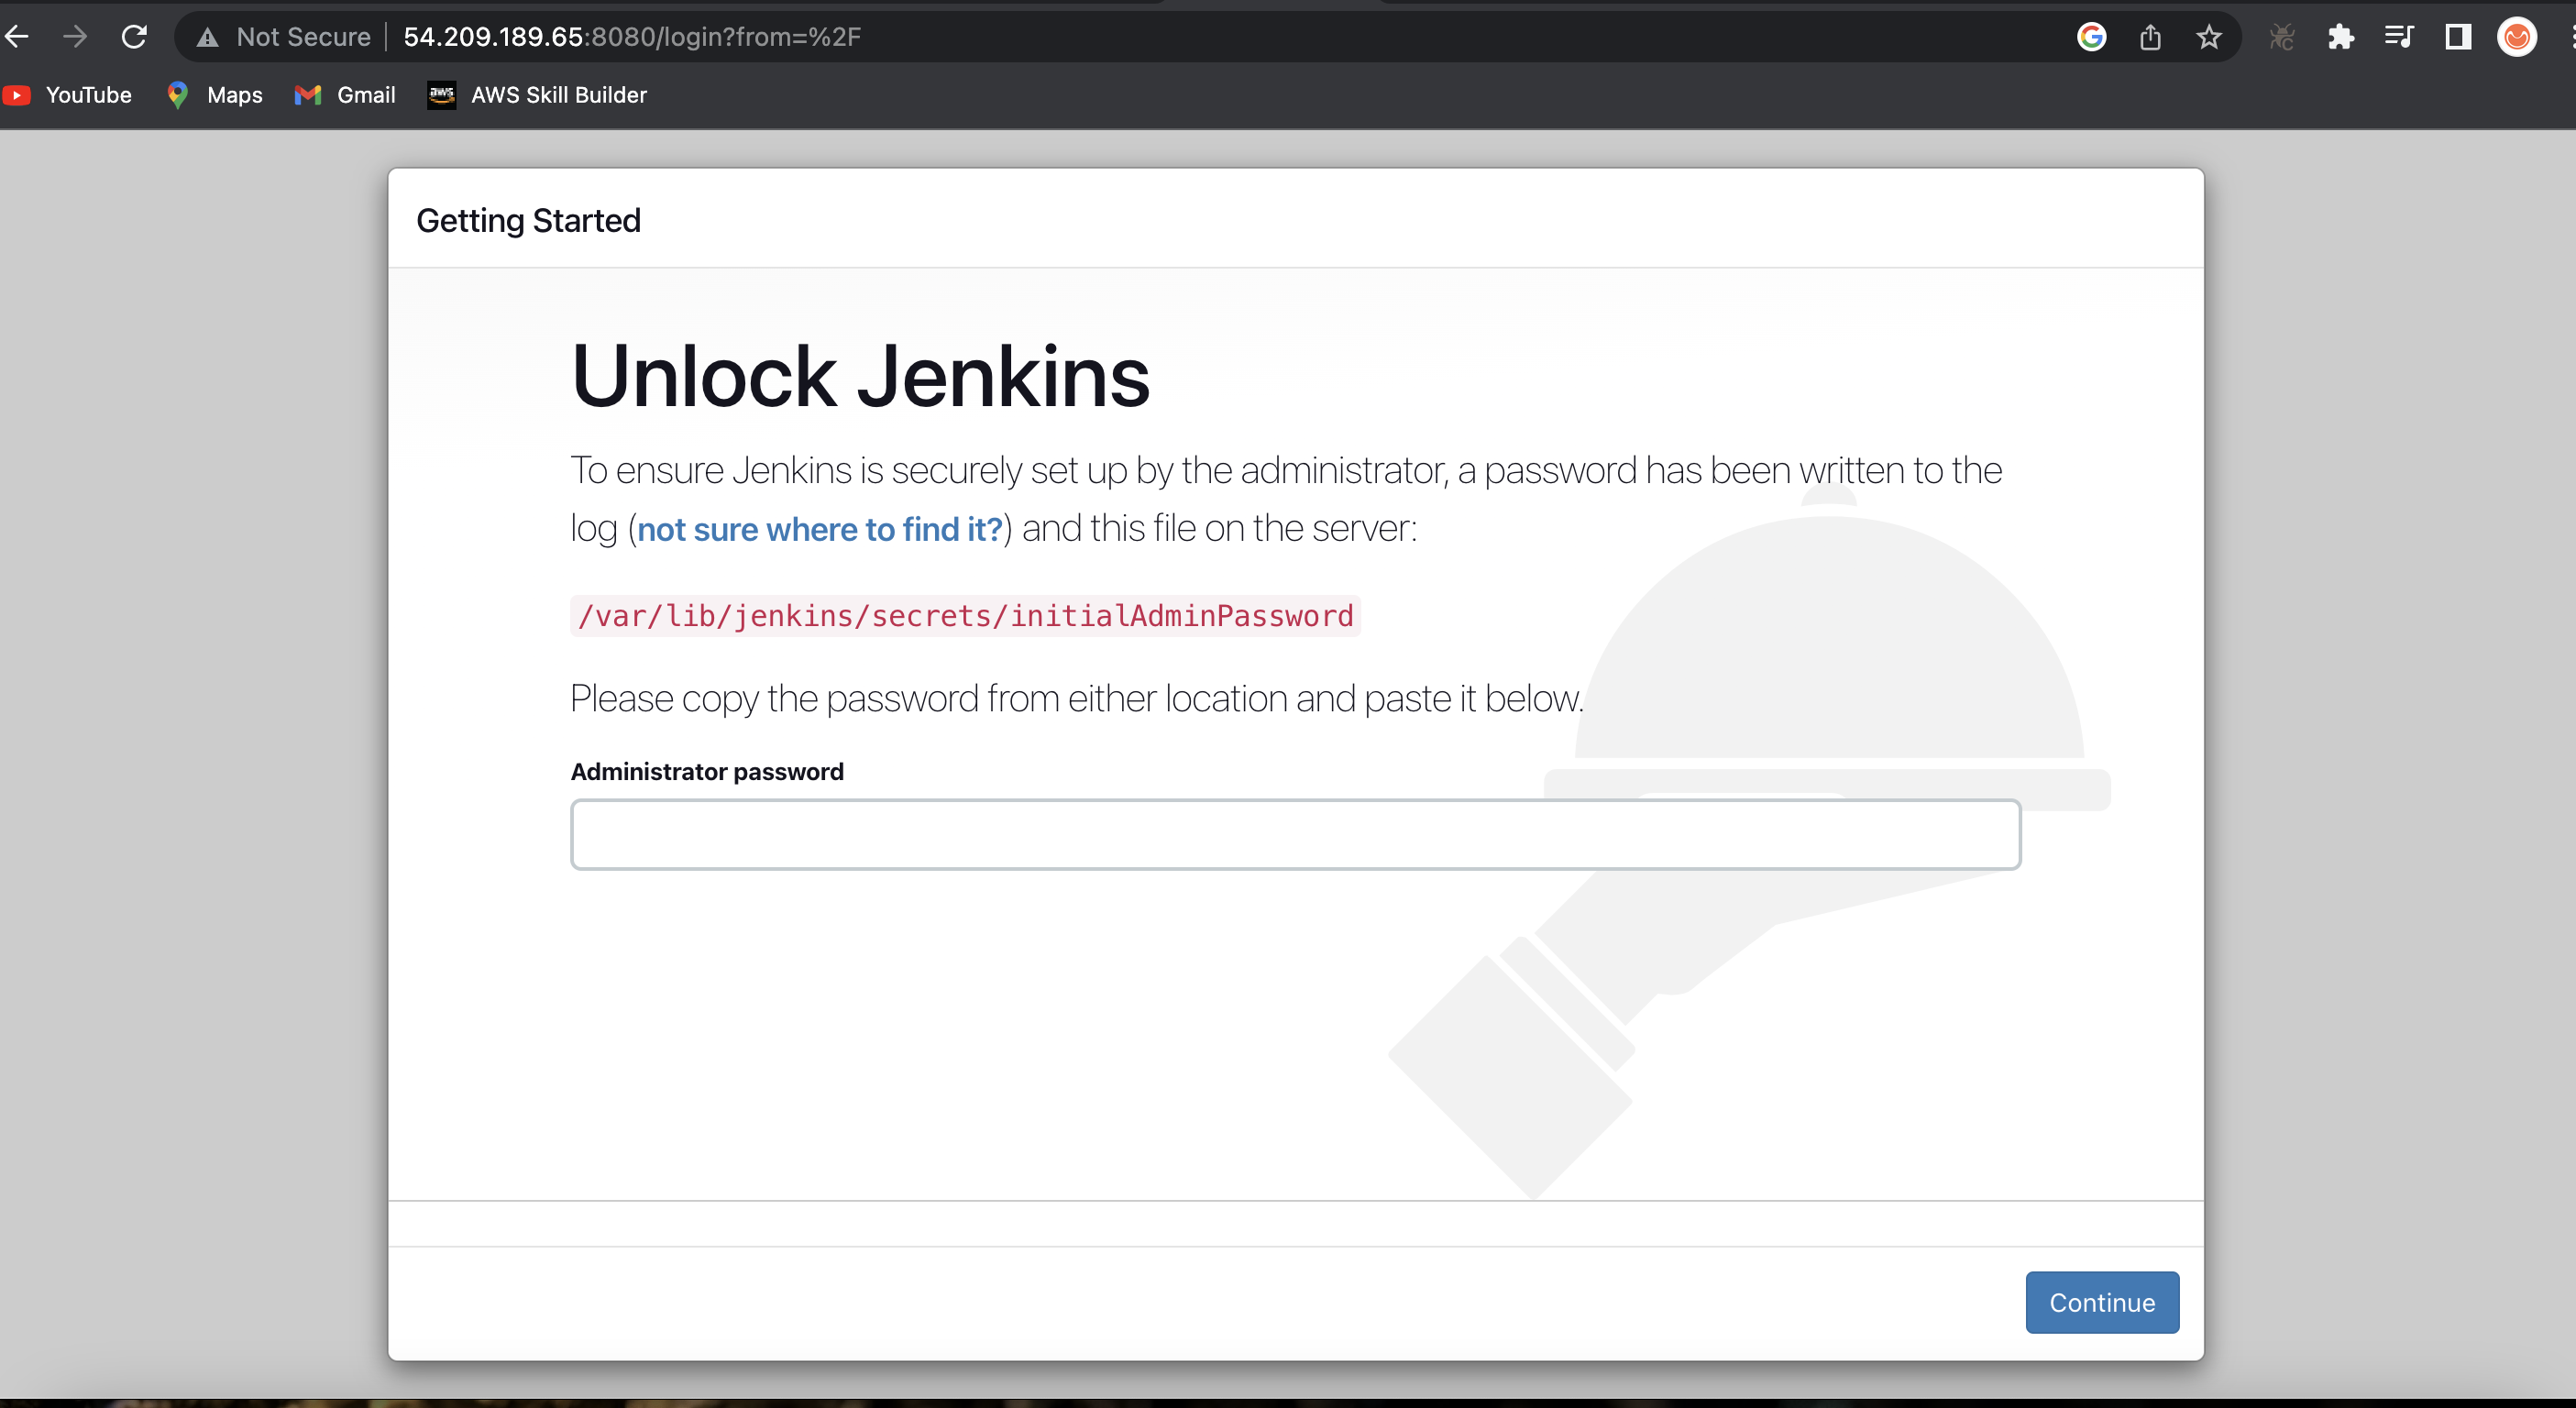 Not Secure 54.209.189.65:8080/login?from=%2F
YouTube Maps Gmail AWS Skill Builder
Getting Started
Unlock Jenkins
To ensure Jenkins is securely set up by the administrator, a password has been written to the
log (not sure where to find it?) and this file on the server:
/var/lib/jenkins/secrets/initialAdminPassword
Please copy the password from either location and paste it below.
Administrator password
Continue